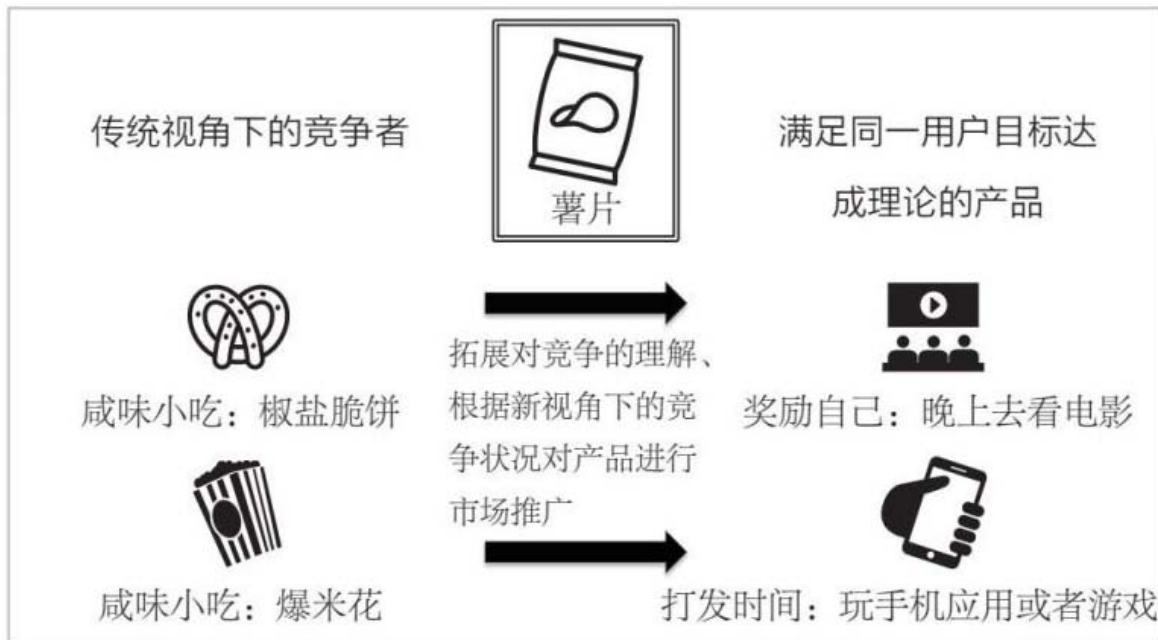 传统视角下的竞争者
薯片
满足同一用户目标达
成理论的产品
咸味小吃：椒盐脆饼
拓展对竞争的理解、
根据新视角下的竞
争状况对产品进行
市场推广
奖励自己：晚上去看电影
咸味小吃：爆米花
打发时间：玩手机应用或者游戏